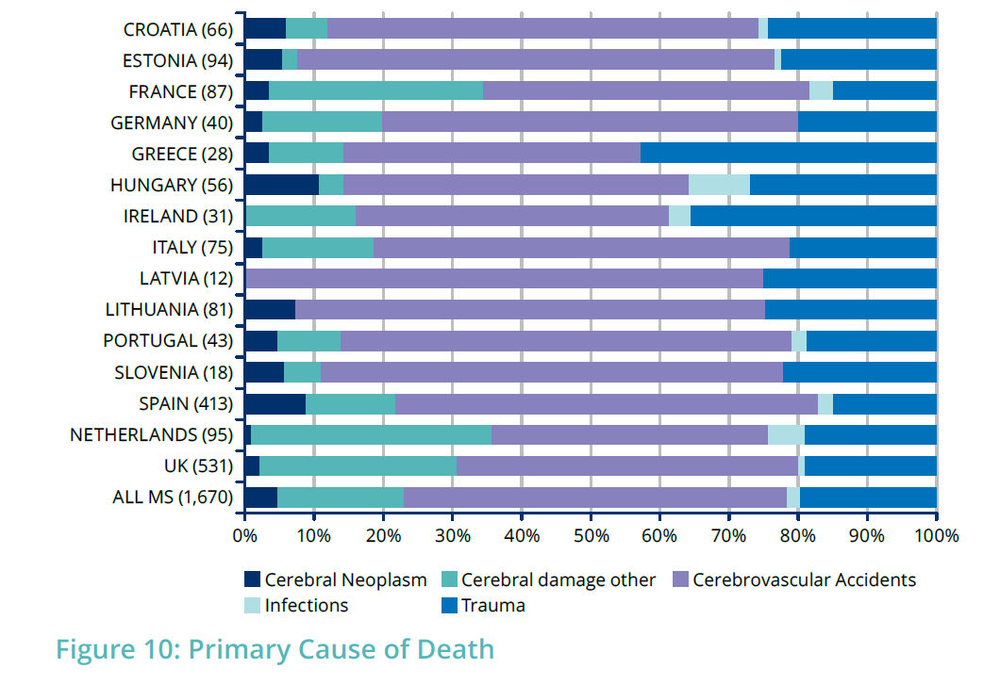 CROATIA (66)
ESTONIA (94)
FRANCE (87)
GERMANY (40)
GREECE (28)
HUNGARY (56)
IRELAND (31)
ITALY (75)
LATVIA (12)
LITHUANIA (81)
PORTUGAL (43)
SLOVENIA (18)
SPAIN (413)
NETHERLANDS (95)
UK (531)
ALL MS (1,670)
0% 10% 20% 30% 40% 50% 60% 70% 80% 90% 100%
Cerebral Neoplasm Cerebral damage other Cerebrovascular Accidents
Infections Trauma
Figure 10: Primary Cause of Death